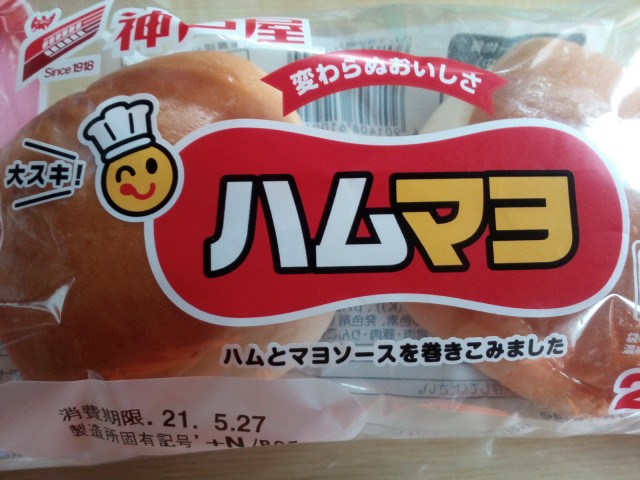 神戸屋
Since 1918
変わらぬおいしさ
大スキ!
ハムマヨ
ハムとマヨソースを巻きこみました
消費期限. 21. 5.27
製造所固有記号 +N